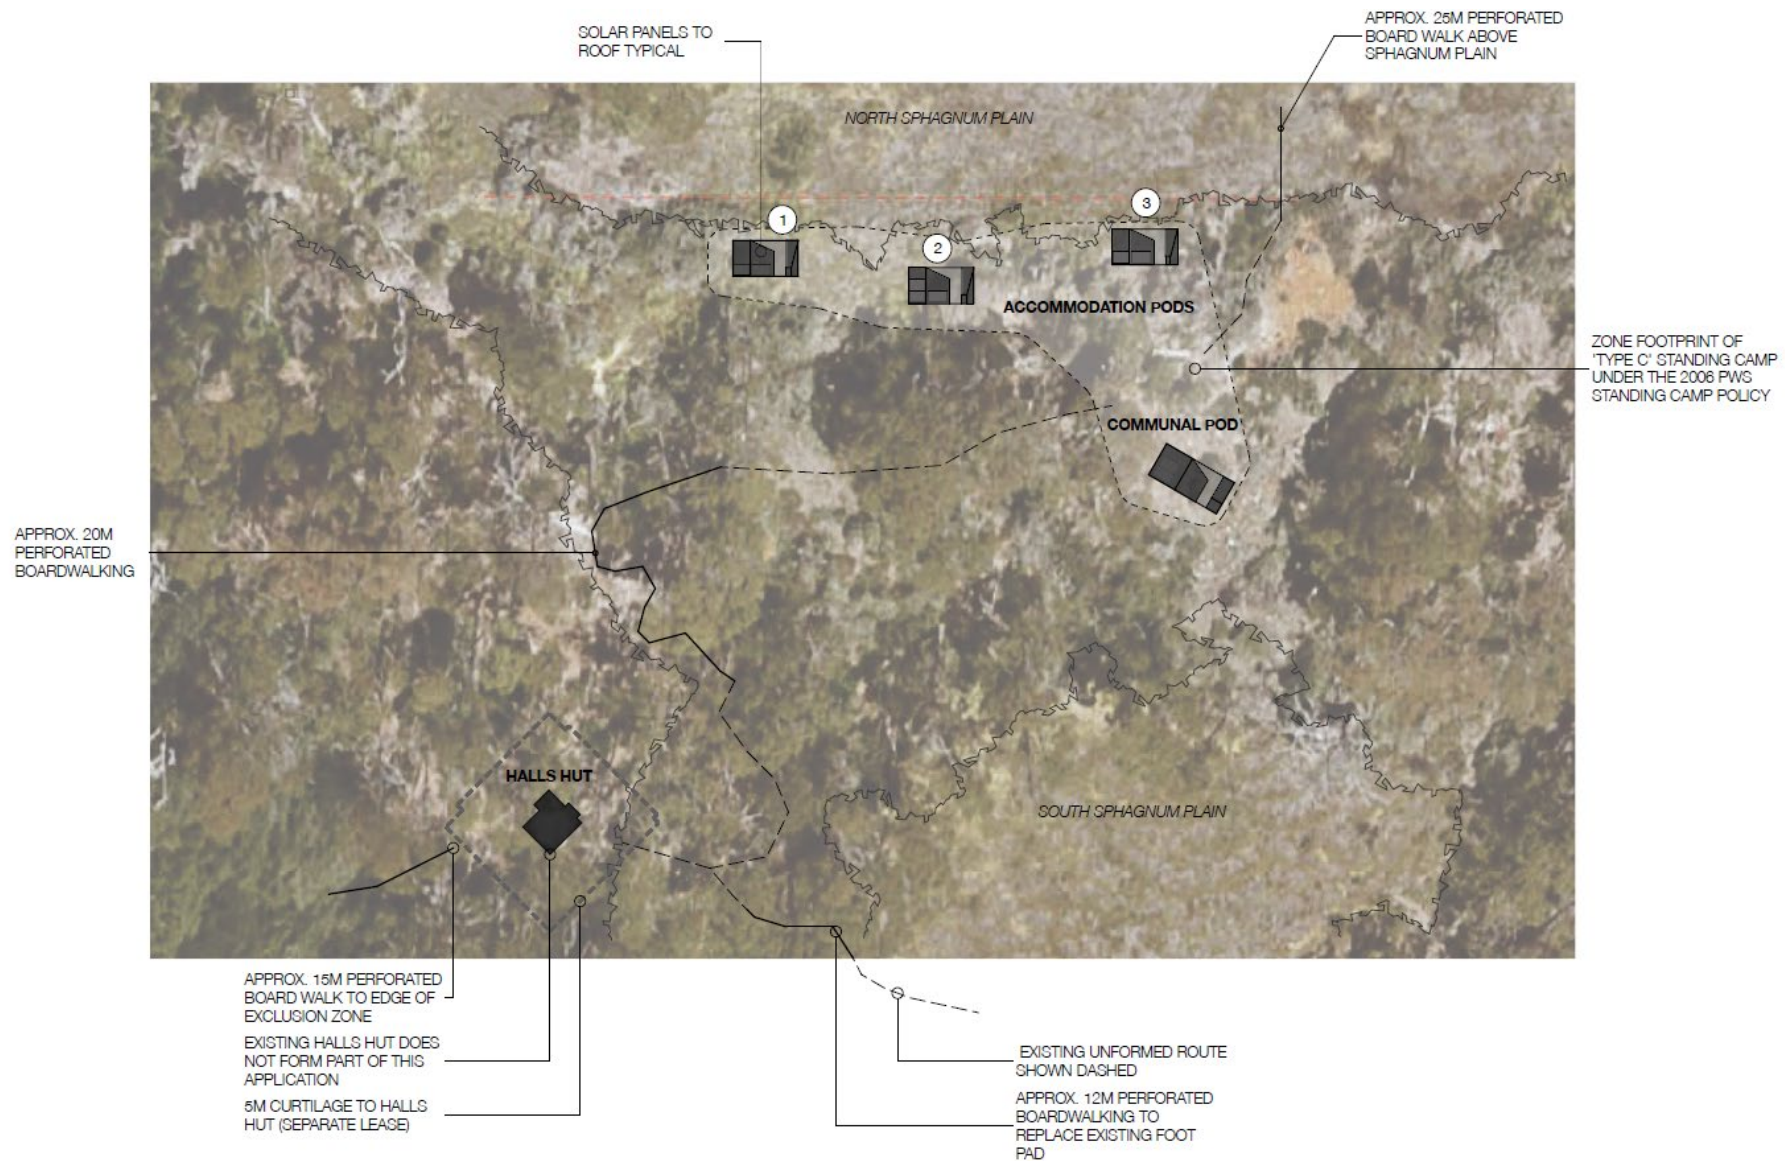 SOLAR PANELS TO
ROOF TYPICAL
APPROX. 25M PERFORATED
BOARD WALK ABOVE
SPHAGNUM PLAIN
NORTH SPHAGNUM PLAIN
1
2
3
ACCOMMODATION PODS
ZONE FOOTPRINT OF
'TYPE C' STANDING CAMP
UNDER THE 2006 PWS
STANDING CAMP POLICY
COMMUNAL POD
APPROX. 20M
PERFORATED
BOARDWALKING
HALLS HUT
SOUTH SPHAGNUM PLAIN
APPROX. 15M PERFORATED
BOARD WALK TO EDGE OF
EXCLUSION ZONE
EXISTING HALLS HUT DOES
NOT FORM PART OF THIS
APPLICATION
5M CURTILAGE TO HALLS
HUT (SEPARATE LEASE)
EXISTING UNFORMED ROUTE
SHOWN DASHED
APPROX. 12M PERFORATED
BOARDWALKING TO
REPLACE EXISTING FOOT
PAD